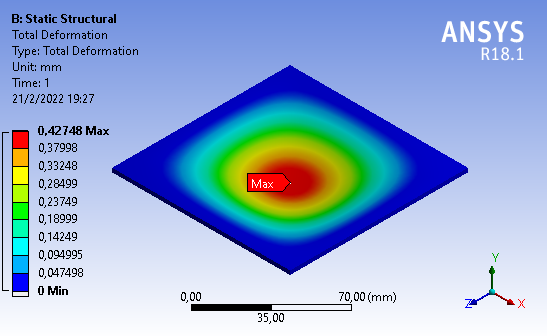 B: Static Structural
Total Deformation
Type: Total Deformation
Unit: mm
Time: 1
21/2/2022 19:27
ANSYS
R18.1
0,42748 Max
0,37998
0,33248
0,28499
0,23749
0,18999
0,14249
0,094995
0,047498
0 Min
Max
0,00
70,00 (mm)
35,00
Y
Z
X